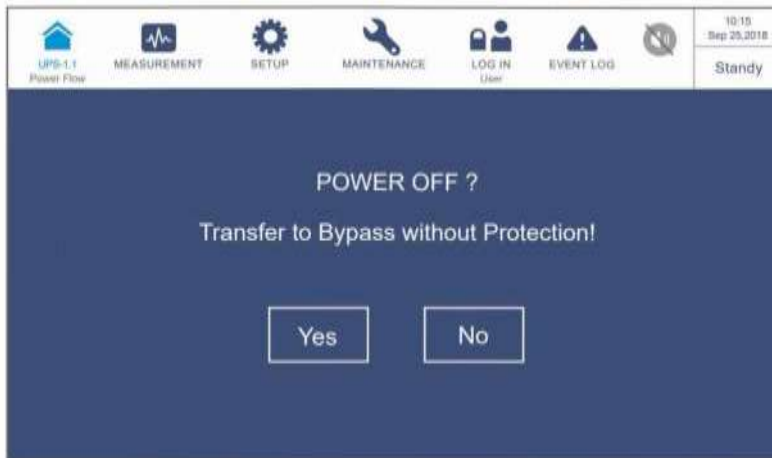 UPS-1.1
Power Flow
MEASUREMENT
SETUP
MAINTENANCE
LOG IN
User
EVENT LOG
10:15
Sep 25,2018
Standy
POWER OFF ?
Transfer to Bypass without Protection!
Yes
No